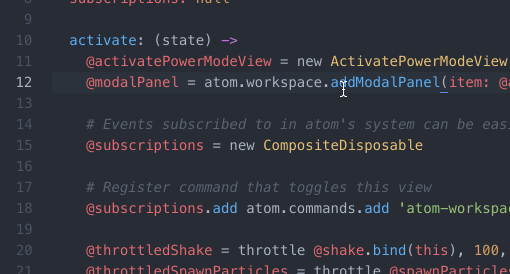 8 subscriptions: null
9
10 activate: (state) ->
11 @activatePowerModeView = new ActivatePowerModeView
12 @modalPanel = atom.workspace.addModalPanel(item: @a
13
14 # Events subscribed to in atom's system can be eas
15 @subscriptions = new CompositeDisposable
16
17 # Register command that toggles this view
18 @subscriptions.add atom.commands.add 'atom-workspa
19
20 @throttledShake = throttle @shake.bind(this), 100,
21 @throttledSpawnParticles = throttle @spawnParticles